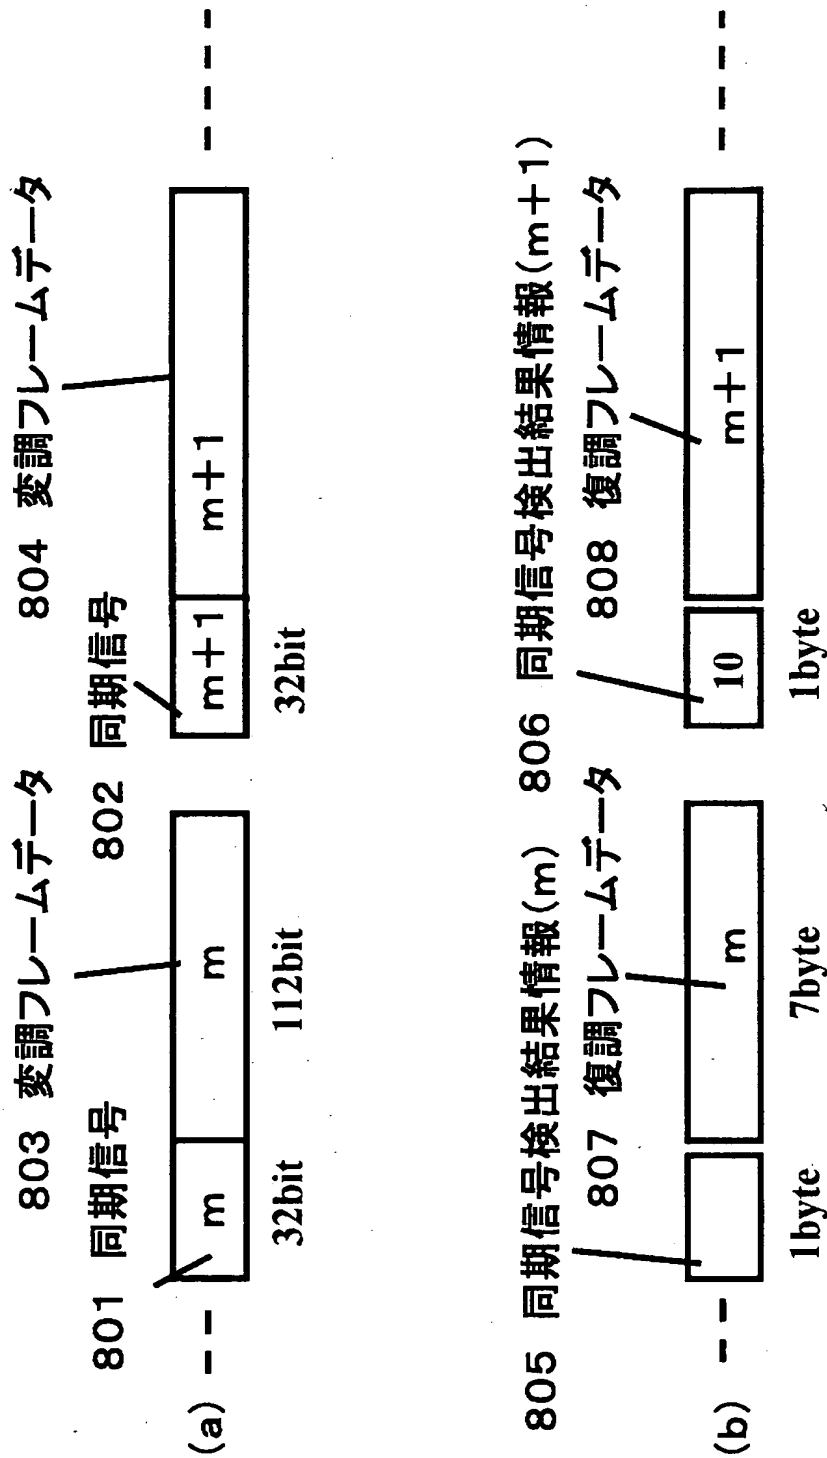 804 変調フレームデータ
803 変調フレームデータ
802 同期信号
801 同期信号
(a)
m
m
m+1
m+1
32bit
112bit
32bit
806 同期信号検出結果情報(m+1)
805 同期信号検出結果情報(m)
808 復調フレームデータ
807 復調フレームデータ
(b)
m
10
m+1
1byte
7byte
1byte